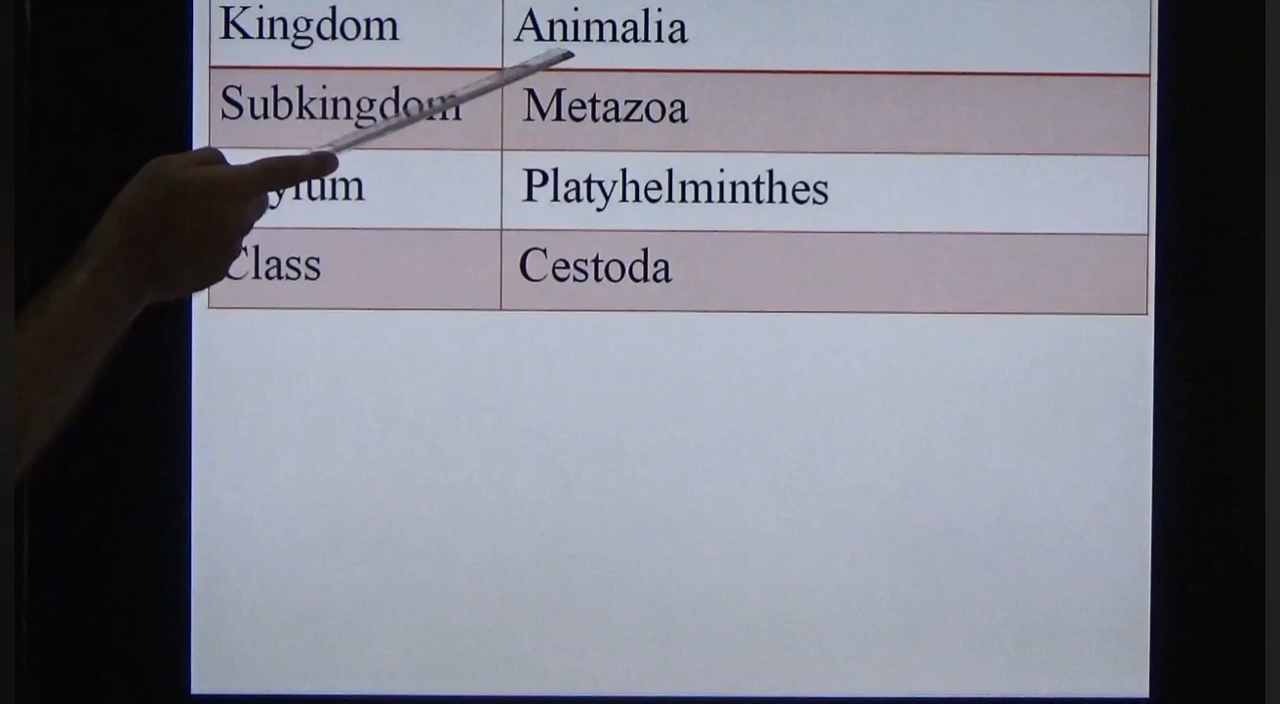 Kingdom Animalia
Subkingdom Metazoa
Platyhelminthes
Class Cestoda